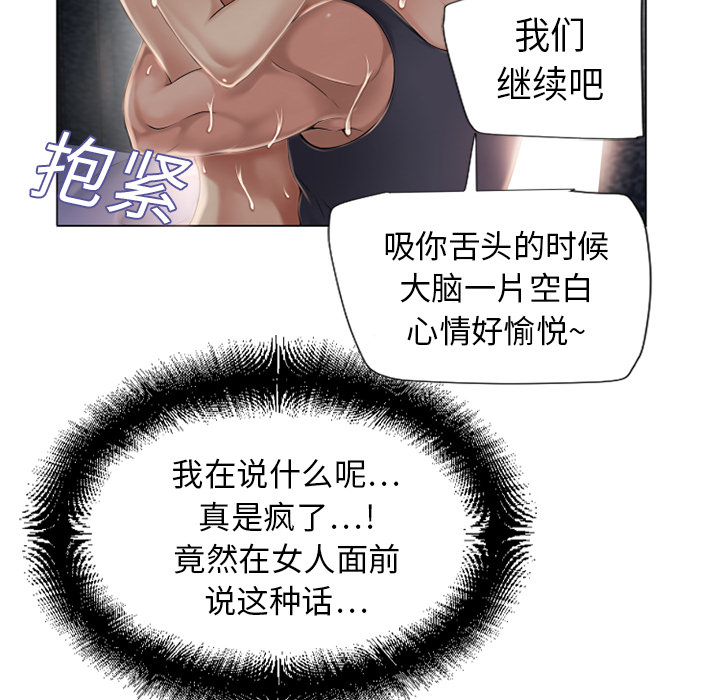 我们
继续吧
抱紧
吸你舌头的时候
大脑一片空白
心情好愉悦~
我在说什么呢...
真是疯了...!
竟然在女人面前
说这种话...